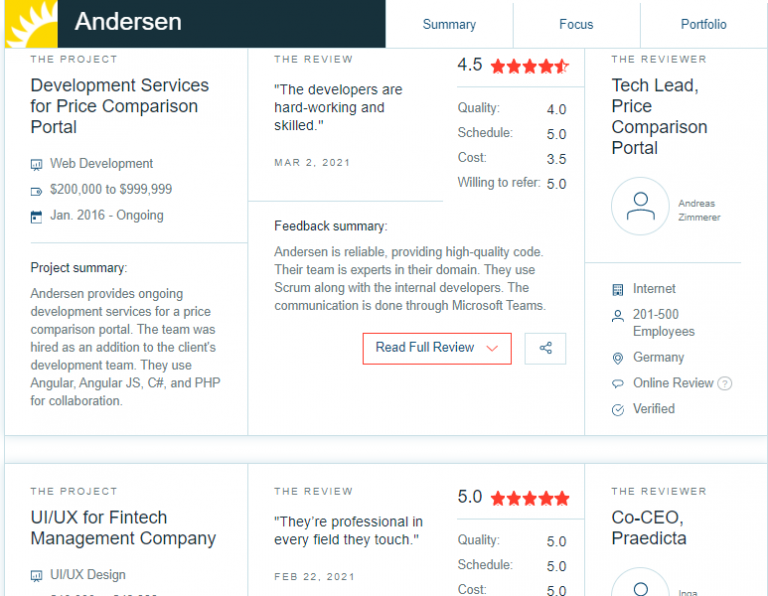 Andersen
Summary
Focus
Portfolio
THE PROJECT
Development Services
for Price Comparison
Portal
Web Development
$200,000 to $999,999
Jan. 2016 - Ongoing
Project summary:
Andersen provides ongoing
development services for a price
comparison portal. The team was
hired as an addition to the client's
development team. They use
Angular, Angular JS, C#, and PHP
for collaboration.
THE REVIEW
"The developers are
hard-working and
skilled."
MAR 2, 2021
4.5
Quality: 4.0
Schedule: 5.0
Cost: 3.5
Willing to refer: 5.0
Feedback summary:
Andersen is reliable, providing high-quality code.
Their team is experts in their domain. They use
Scrum along with the internal developers. The
communication is done through Microsoft Teams.
Read Full Review
THE REVIEWER
Tech Lead,
Price
Comparison
Portal
Andreas
Zimmerer
Internet
201-500
Employees
Germany
Online Review ?
Verified
THE PROJECT
UI/UX for Fintech
Management Company
UI/UX Design
THE REVIEW
"They're professional in
every field they touch."
FEB 22, 2021
5.0
Quality: 5.0
Schedule: 5.0
Cost: 5.0
THE REVIEWER
Co-CEO,
Praedicta
Inga